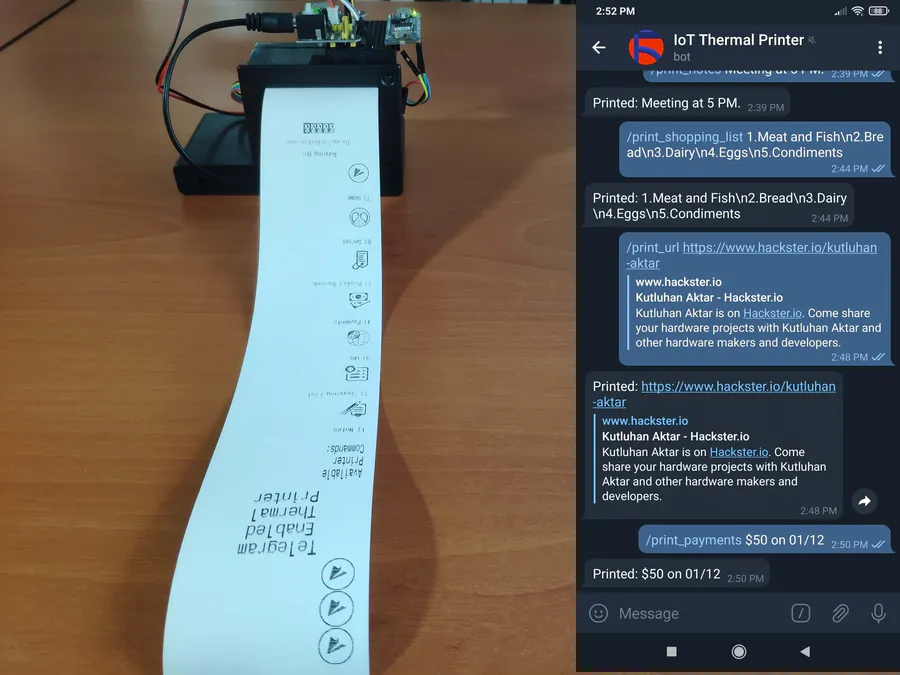 Telegram
Enabled
Thermal
Printer
Available
Printer
Commands:
1) Notes
2) Shopping List
3) URL
4) Payments
5) Product Barcode
Series
2:52 PM
88
IoT Thermal Printer
bot
/print_notes Meeting at 5 PM. 2:39 PM
Printed: Meeting at 5 PM. 2:39 PM
/print_shopping_list 1.Meat and Fish\n2.Bre
ad\n3.Dairy\n4.Eggs\n5.Condiments
2:44 PM
Printed: 1.Meat and Fish\n2.Bread\n3.Dairy
\n4.Eggs\n5.Condiments 2:44 PM
/print_url https://www.hackster.io/kutluhan
-aktar
www.hackster.io
Kutluhan Aktar - Hackster.io
Kutluhan Aktar is on Hackster.io. Come share
your hardware projects with Kutluhan Aktar and
other hardware makers and developers.
2:48 PM
Printed: https://www.hackster.io/kutluhan
-aktar
www.hackster.io
Kutluhan Aktar - Hackster.io
Kutluhan Aktar is on Hackster.io. Come
share your hardware projects with Kutluhan
Aktar and other hardware makers and
developers.
2:48 PM
/print_payments $50 on 01/12 2:50 PM
Printed: $50 on 01/12 2:50 PM
Message